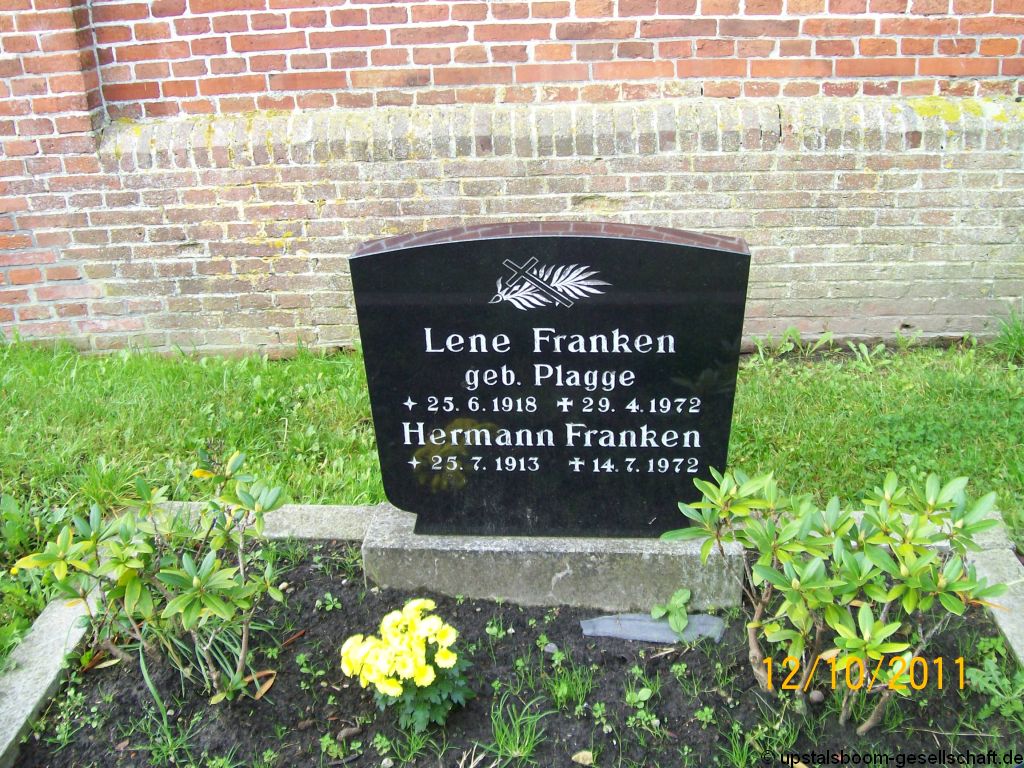 Lene Franken
geb. Plagge
✦ 25. 6. 1918 ✝ 29. 4. 1972
Hermann Franken
✦ 25. 7. 1913 ✝ 14. 7. 1972
12/10/2011
© upstalsboom-gesellschaft.de